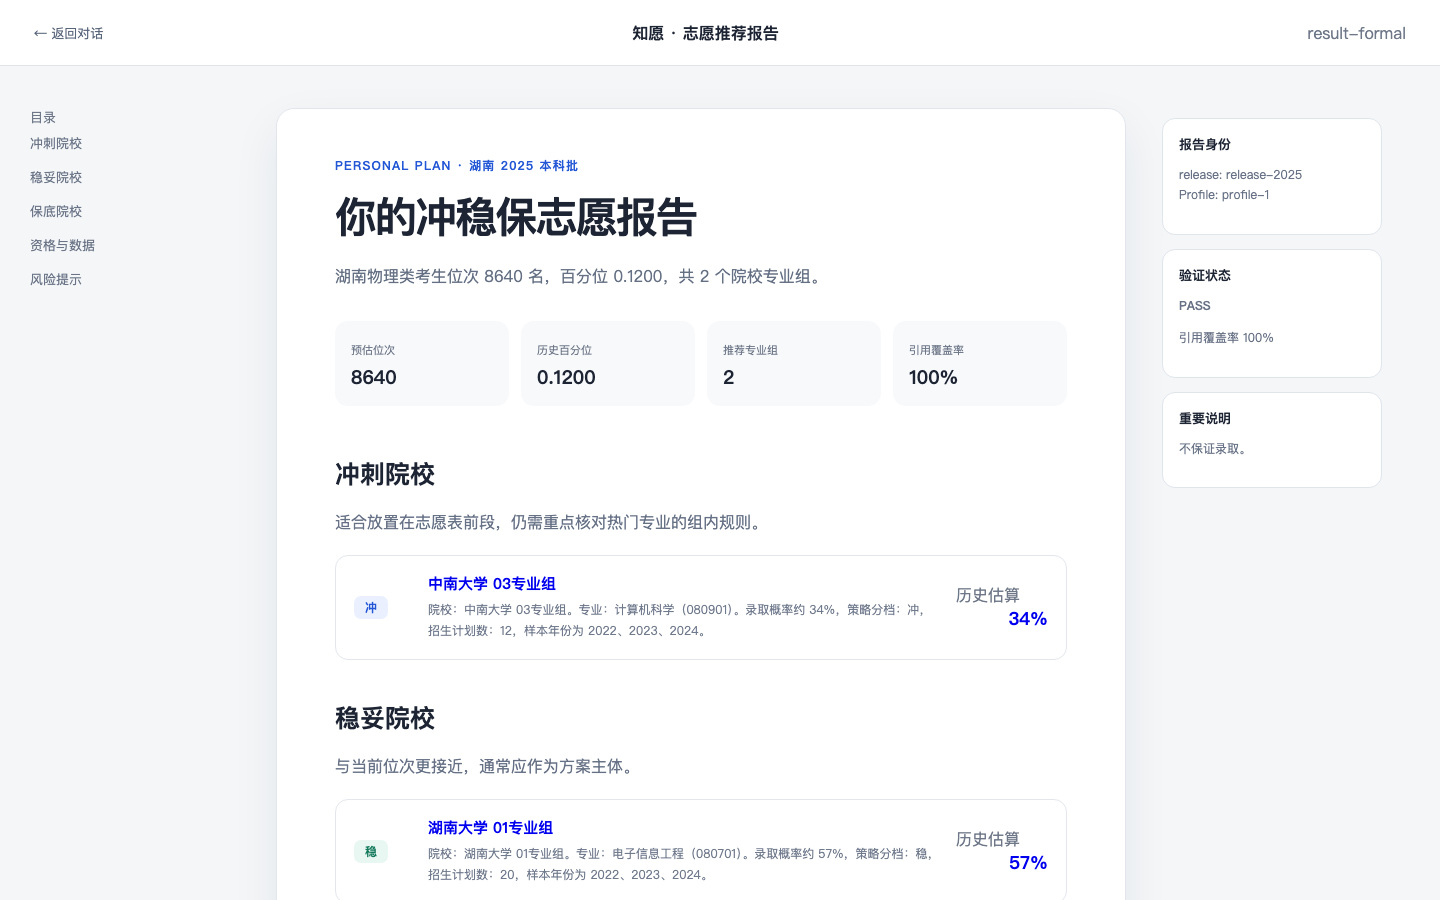 ← 返回对话
知愿 · 志愿推荐报告
result-formal
目录
冲刺院校
稳妥院校
保底院校
资格与数据
风险提示
PERSONAL PLAN · 湖南 2025 本科批
你的冲稳保志愿报告
湖南物理类考生位次 8640 名，百分位 0.1200，共 2 个院校专业组。
预估位次
8640
历史百分位
0.1200
推荐专业组
2
引用覆盖率
100%
冲刺院校
适合放置在志愿表前段，仍需重点核对热门专业的组内规则。
冲
中南大学 03专业组
院校：中南大学 03专业组。专业：计算机科学（080901）。录取概率约 34%，策略分档：冲，
招生计划数：12，样本年份为 2022、2023、2024。
历史估算
34%
稳妥院校
与当前位次更接近，通常应作为方案主体。
稳
湖南大学 01专业组
院校：湖南大学 01专业组。专业：电子信息工程（080701）。录取概率约 57%，策略分档：稳，
招生计划数：20，样本年份为 2022、2023、2024。
历史估算
57%
报告身份
release: release-2025
Profile: profile-1
验证状态
PASS
引用覆盖率 100%
重要说明
不保证录取。